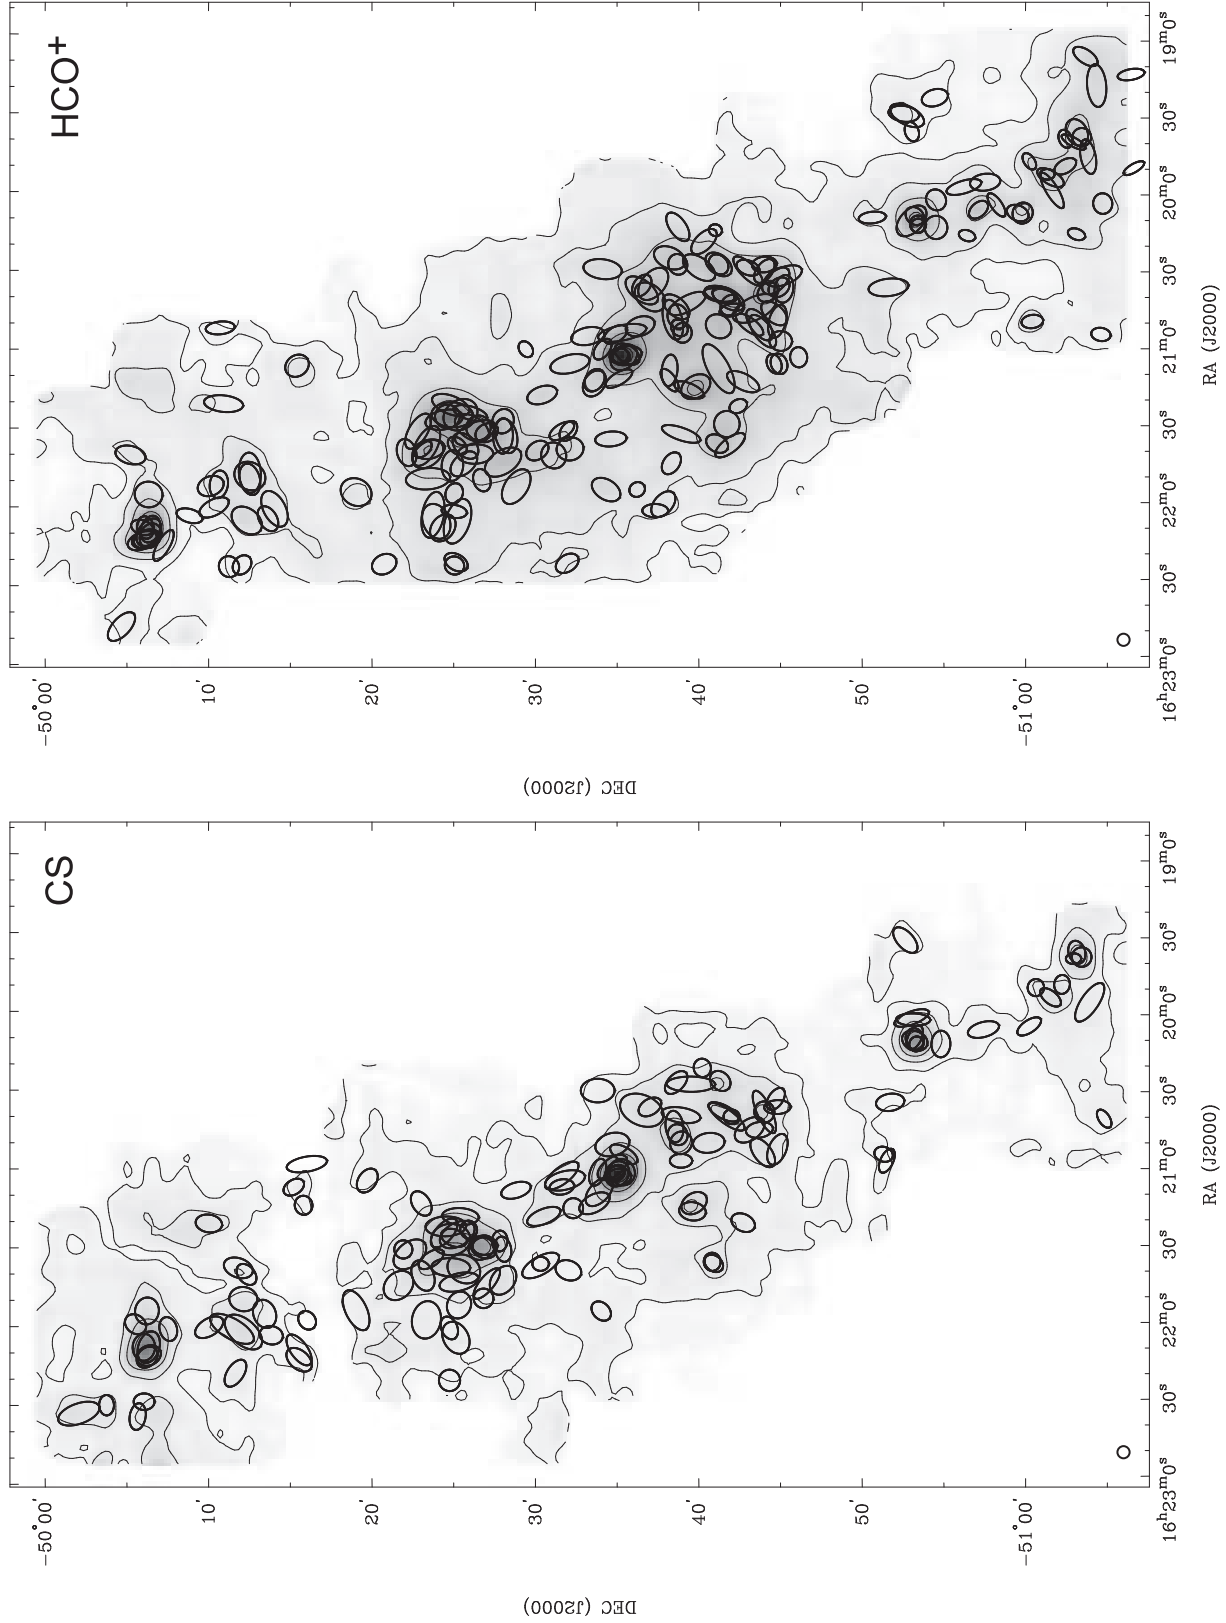 HCO+
19ᵐ0ˢ
30ˢ
20ᵐ0ˢ
30ˢ
21ᵐ0ˢ
30ˢ
22ᵐ0ˢ
30ˢ
16ʰ23ᵐ0ˢ
RA (J2000)
−50°00′
10′
20′
30′
40′
50′
−51°00′
DEC (J2000)
CS
19ᵐ0ˢ
30ˢ
20ᵐ0ˢ
30ˢ
21ᵐ0ˢ
30ˢ
22ᵐ0ˢ
30ˢ
16ʰ23ᵐ0ˢ
RA (J2000)
−50°00′
10′
20′
30′
40′
50′
−51°00′
DEC (J2000)